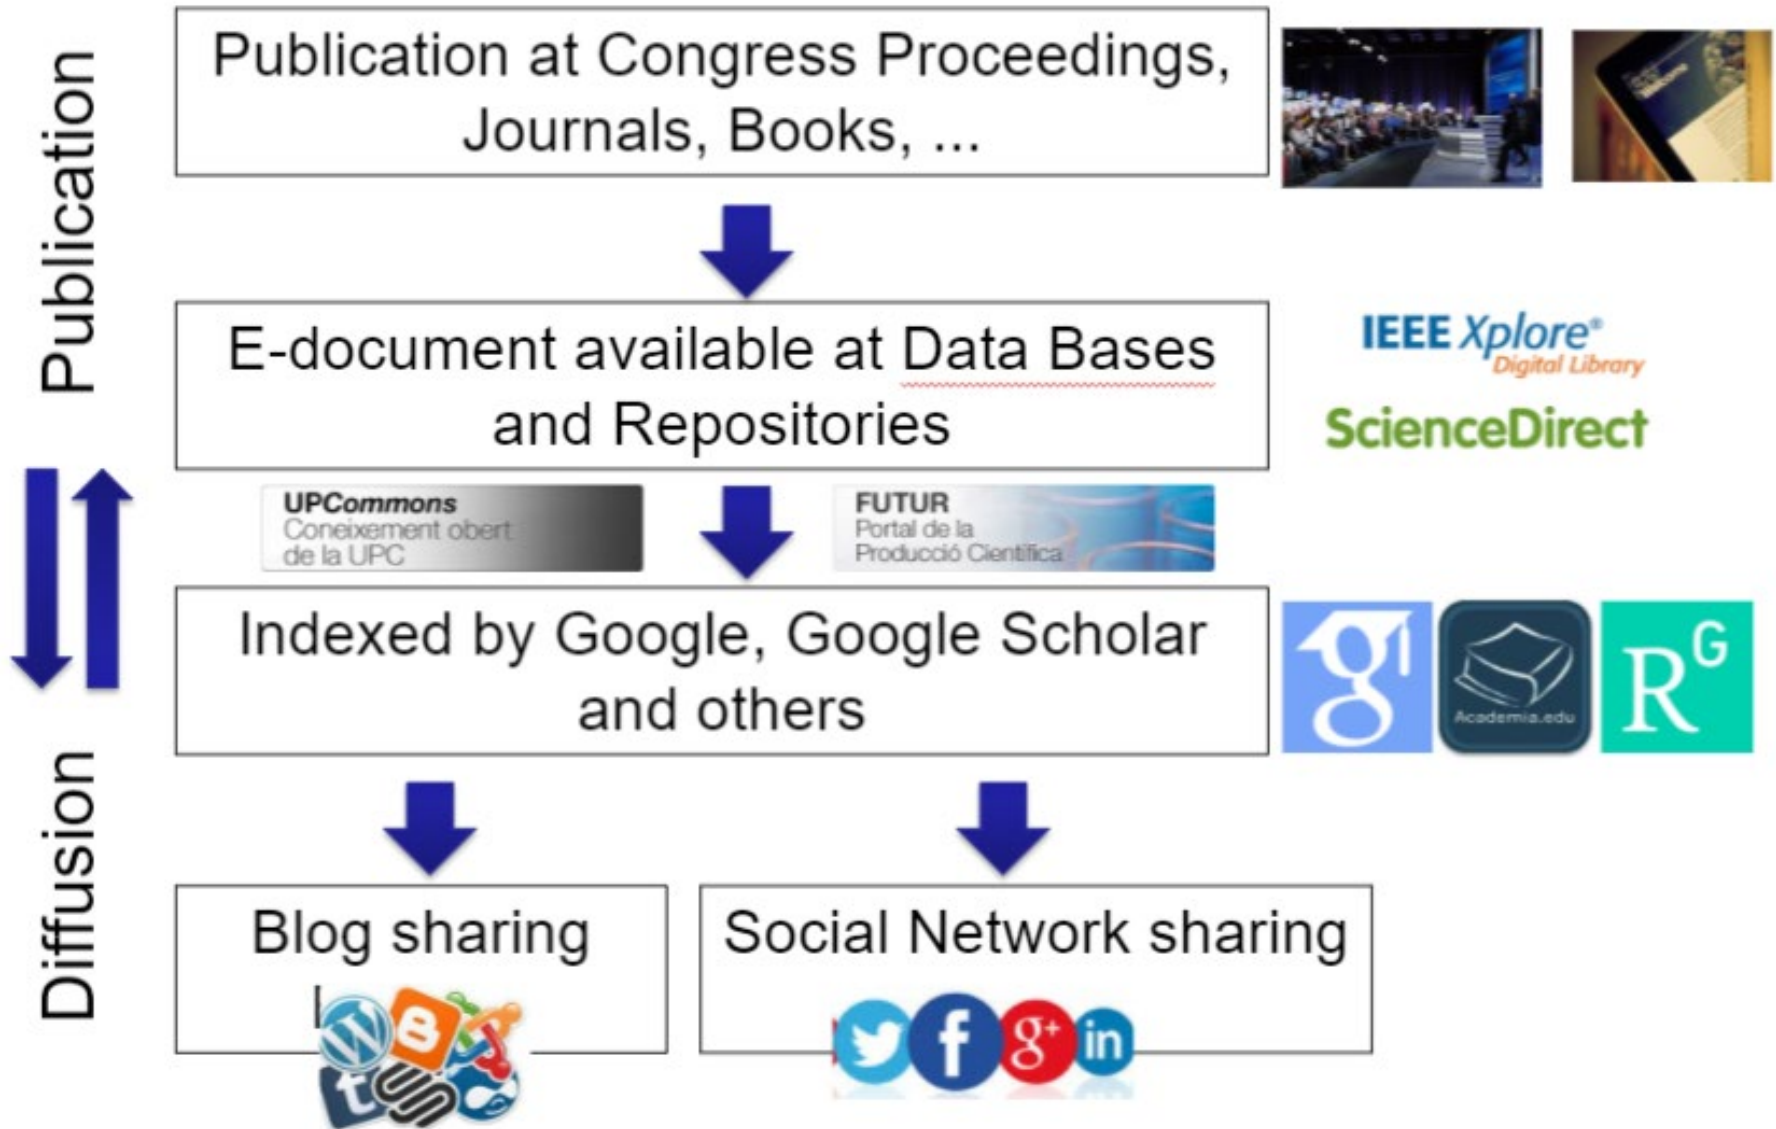 Publication
Publication at Congress Proceedings,
Journals, Books, ...
E-document available at Data Bases
and Repositories
IEEE Xplore®
Digital Library
ScienceDirect
UPCommons
Coneixement obert
de la UPC
FUTUR
Portal de la
Producció Científica
Indexed by Google, Google Scholar
and others
g
Academia.edu
RG
Diffusion
Blog sharing
Social Network sharing
f
g+
in